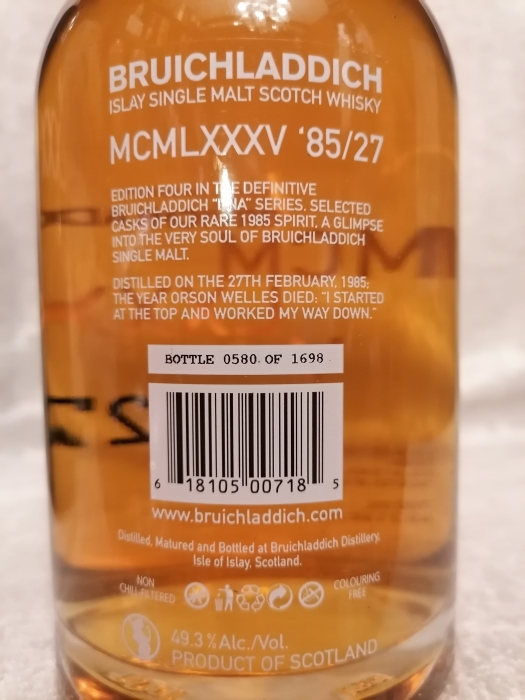 BRUICHLADDICH
ISLAY SINGLE MALT SCOTCH WHISKY
MCMLXXXV ‘85/27
EDITION FOUR IN THE DEFINITIVE
BRUICHLADDICH "DNA" SERIES. SELECTED
CASKS OF OUR RARE 1985 SPIRIT. A GLIMPSE
INTO THE VERY SOUL OF BRUICHLADDICH
SINGLE MALT.
DISTILLED ON THE 27TH FEBRUARY, 1985;
THE YEAR ORSON WELLES DIED: "I STARTED
AT THE TOP AND WORKED MY WAY DOWN."
BOTTLE 0580 OF 1698
6 18105 00718 5
www.bruichladdich.com
Distilled, Matured and Bottled at Bruichladdich Distillery,
Isle of Islay, Scotland.
NON
CHILL-FILTERED
COLOURING
FREE
49.3%Alc./Vol.
PRODUCT OF SCOTLAND